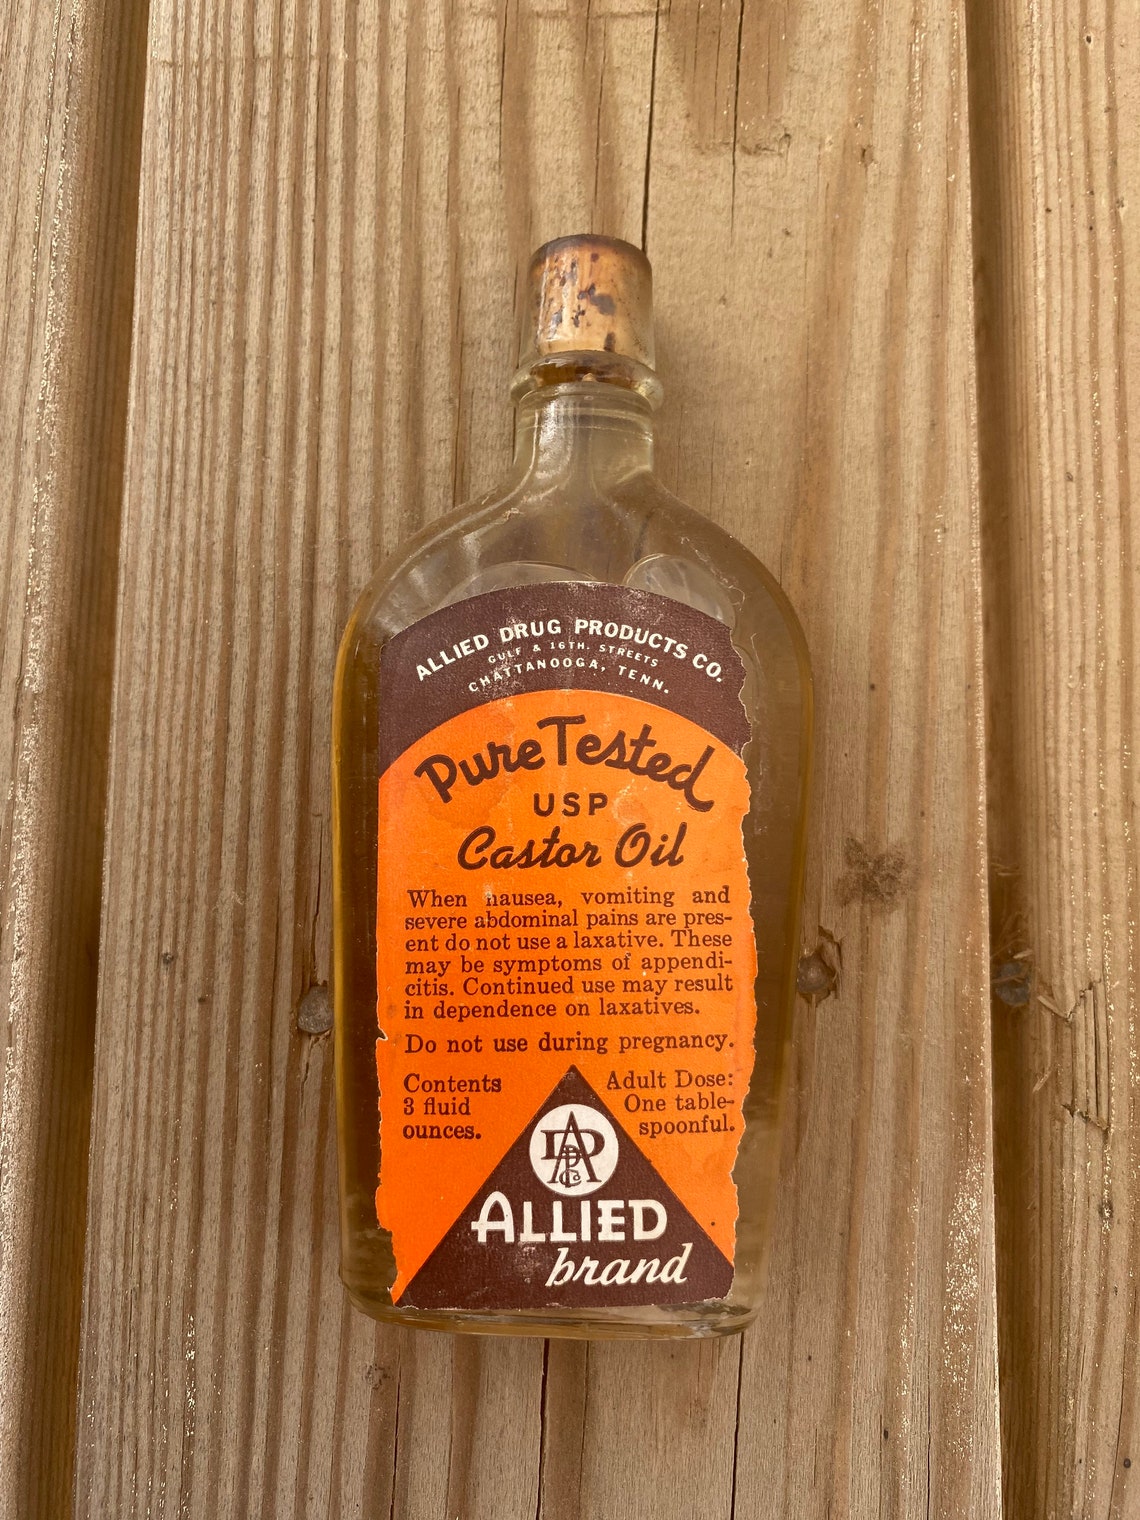 ALLIED DRUG PRODUCTS CO.
GULF & 16TH. STREETS
CHATTANOOGA, TENN.
Pure Tested
USP
Castor Oil
When nausea, vomiting and
severe abdominal pains are pres-
ent do not use a laxative. These
may be symptoms of appendi-
citis. Continued use may result
in dependence on laxatives.
Do not use during pregnancy.
Contents
3 fluid
ounces.
Adult Dose:
One table-
spoonful.
ADPCo
ALLIED
brand